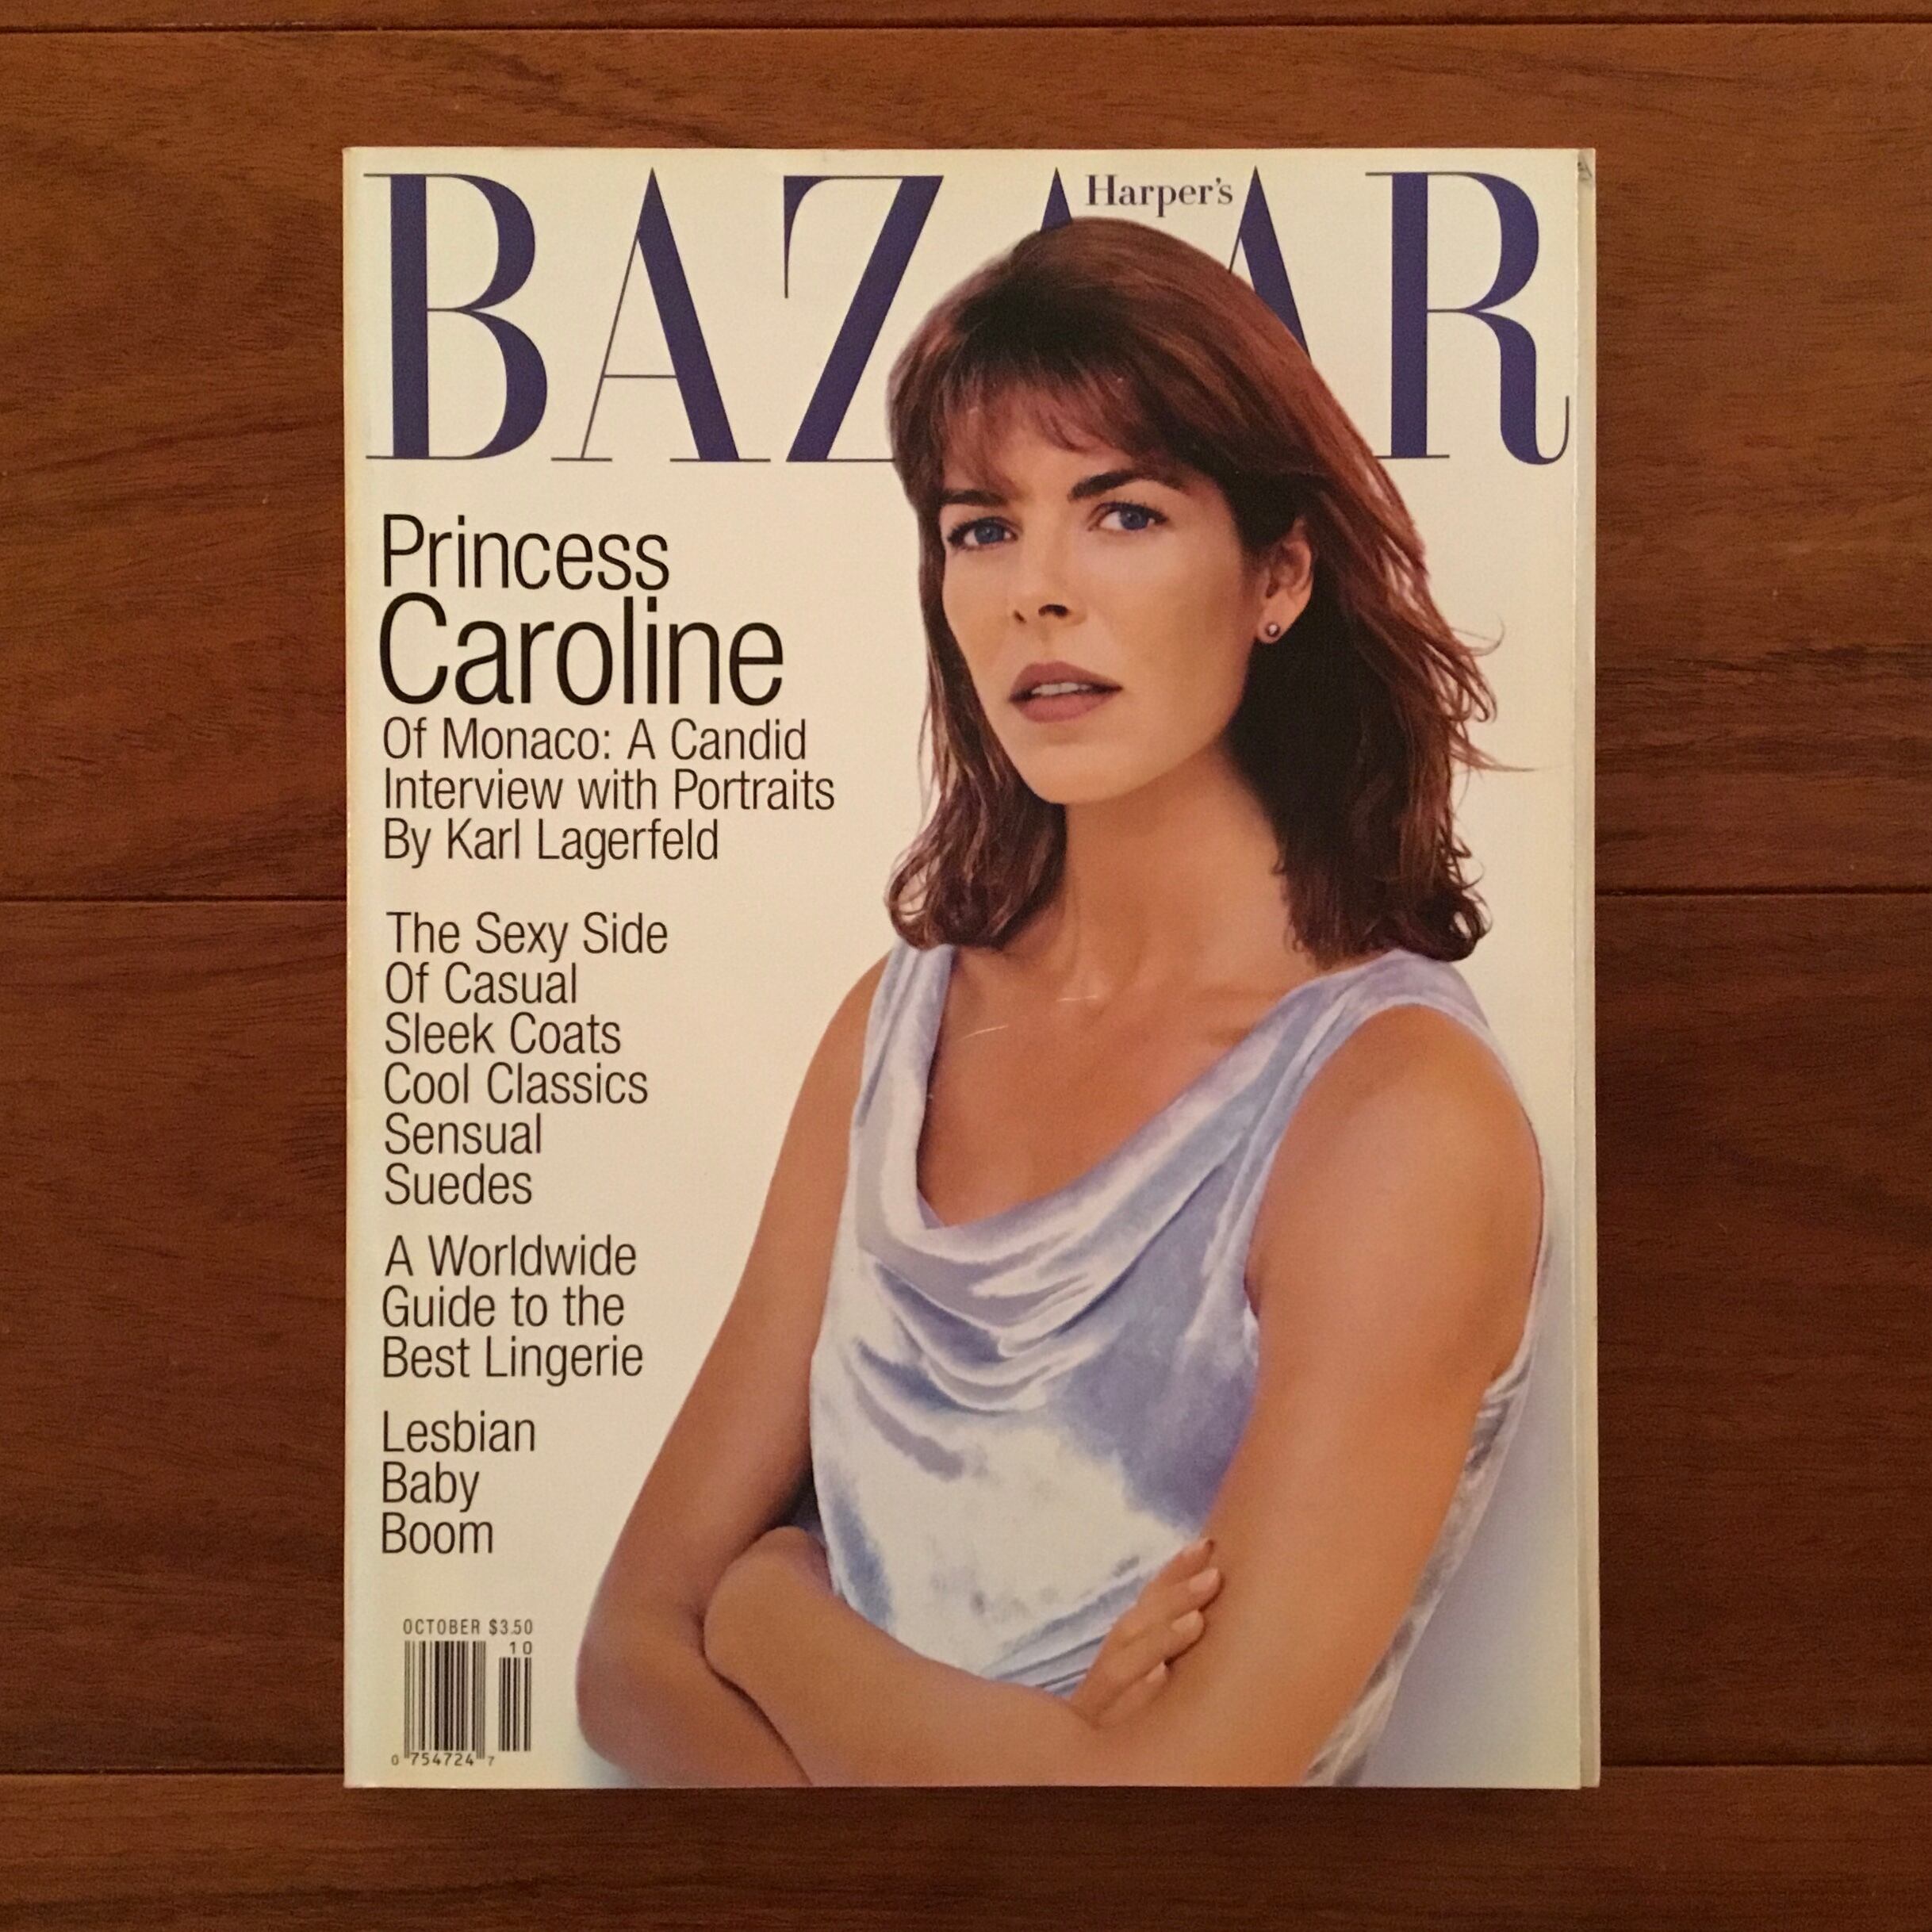 Harper's
BAZAAR
Princess
Caroline
Of Monaco: A Candid
Interview with Portraits
By Karl Lagerfeld
The Sexy Side
Of Casual
Sleek Coats
Cool Classics
Sensual
Suedes
A Worldwide
Guide to the
Best Lingerie
Lesbian
Baby
Boom
OCTOBER $3.50
10
0 754724 7